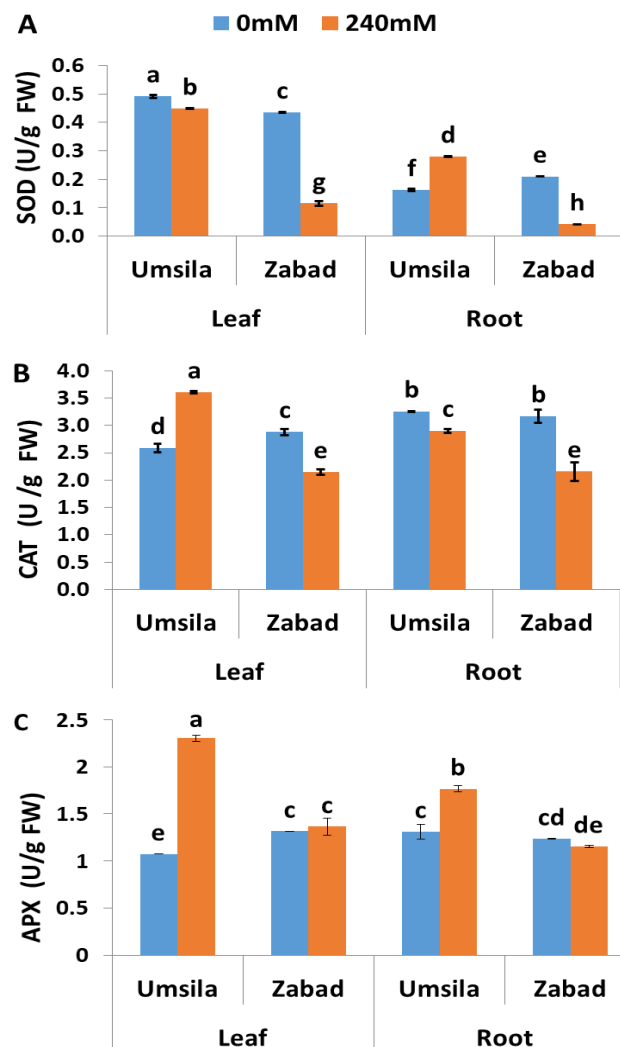 A
0mM 240mM
SOD (U/g FW)
0.6
0.5
0.4
0.3
0.2
0.1
0.0
a b c g f d e h
Umsila Zabad Umsila Zabad
Leaf Root
B
CAT (U /g FW)
4.0
3.5
3.0
2.5
2.0
1.5
1.0
0.5
0.0
d a c e b c b e
Umsila Zabad Umsila Zabad
Leaf Root
C
APX (U/g FW)
2.5
2
1.5
1
0.5
0
e a c c c b cd de
Umsila Zabad Umsila Zabad
Leaf Root